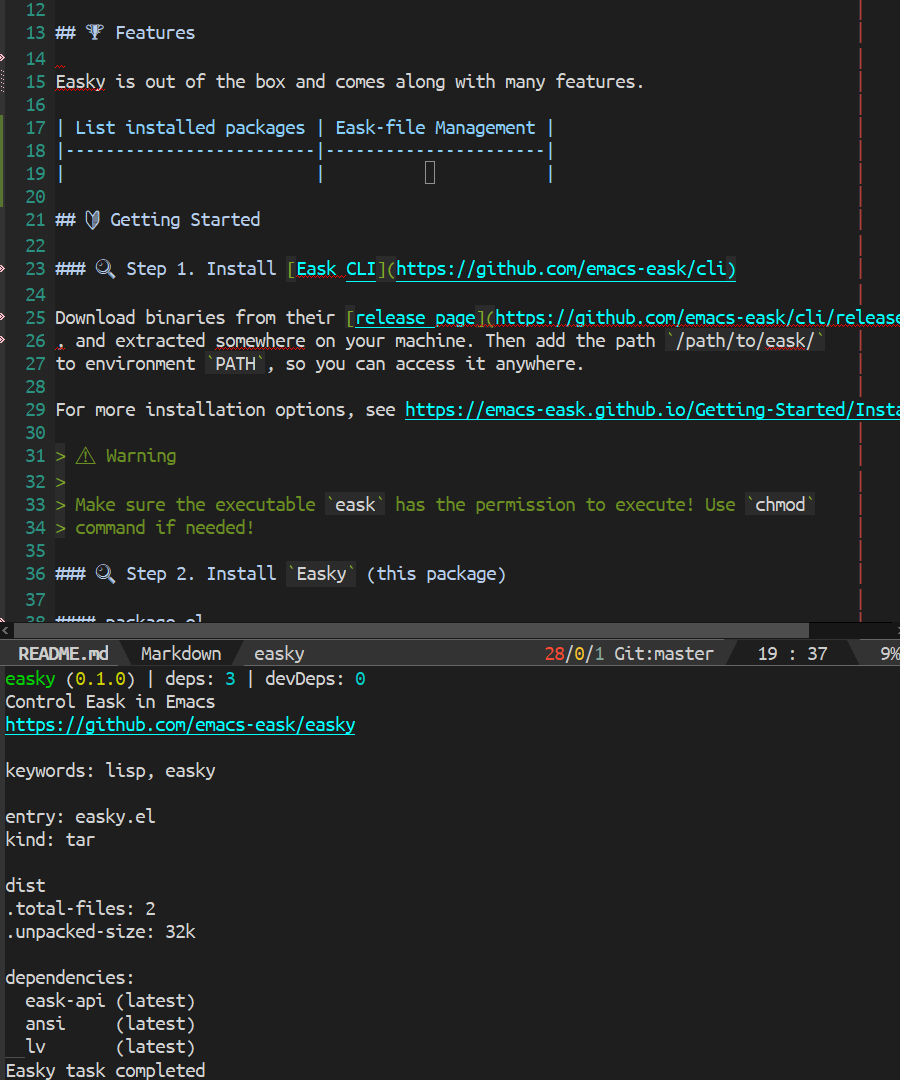 12
13 ## 🏆 Features
14
15 Easky is out of the box and comes along with many features.
16
17 | List installed packages | Eask-file Management |
18 |-------------------------|----------------------|
19 | | |
20
21 ## 🔰 Getting Started
22
23 ### 🔍 Step 1. Install [Eask CLI](https://github.com/emacs-eask/cli)
24
25 Download binaries from their [release page](https://github.com/emacs-eask/cli/release
26 , and extracted somewhere on your machine. Then add the path `/path/to/eask/`
27 to environment `PATH`, so you can access it anywhere.
28
29 For more installation options, see https://emacs-eask.github.io/Getting-Started/Insta
30
31 > ⚠ Warning
32 >
33 > Make sure the executable `eask` has the permission to execute! Use `chmod`
34 > command if needed!
35
36 ### 🔍 Step 2. Install `Easky` (this package)
37
38 #### package.el
README.md Markdown easky 28/0/1 Git:master 19 : 37 9%
easky (0.1.0) | deps: 3 | devDeps: 0
Control Eask in Emacs
https://github.com/emacs-eask/easky
keywords: lisp, easky
entry: easky.el
kind: tar
dist
.total-files: 2
.unpacked-size: 32k
dependencies:
eask-api (latest)
ansi (latest)
lv (latest)
Easky task completed